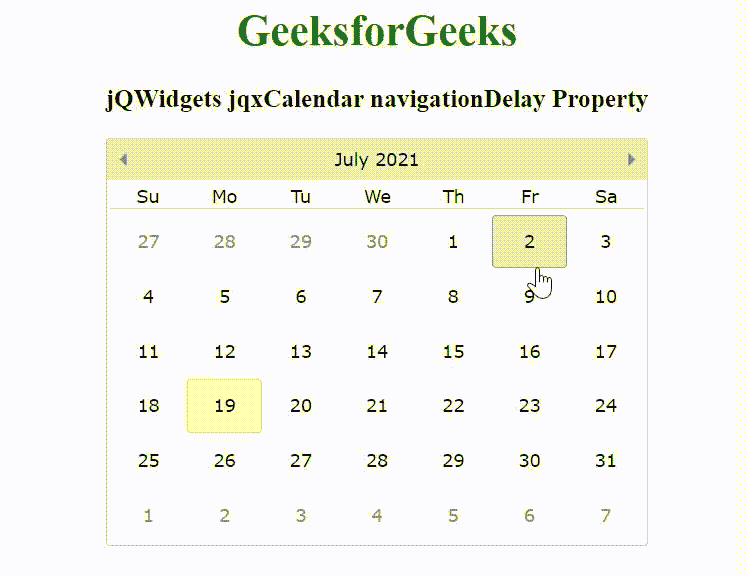 GeeksforGeeks
jQWidgets jqxCalendar navigationDelay Property
July 2021
Su Mo Tu We Th Fr Sa
27 28 29 30 1 2 3
4 5 6 7 8 9 10
11 12 13 14 15 16 17
18 19 20 21 22 23 24
25 26 27 28 29 30 31
1 2 3 4 5 6 7